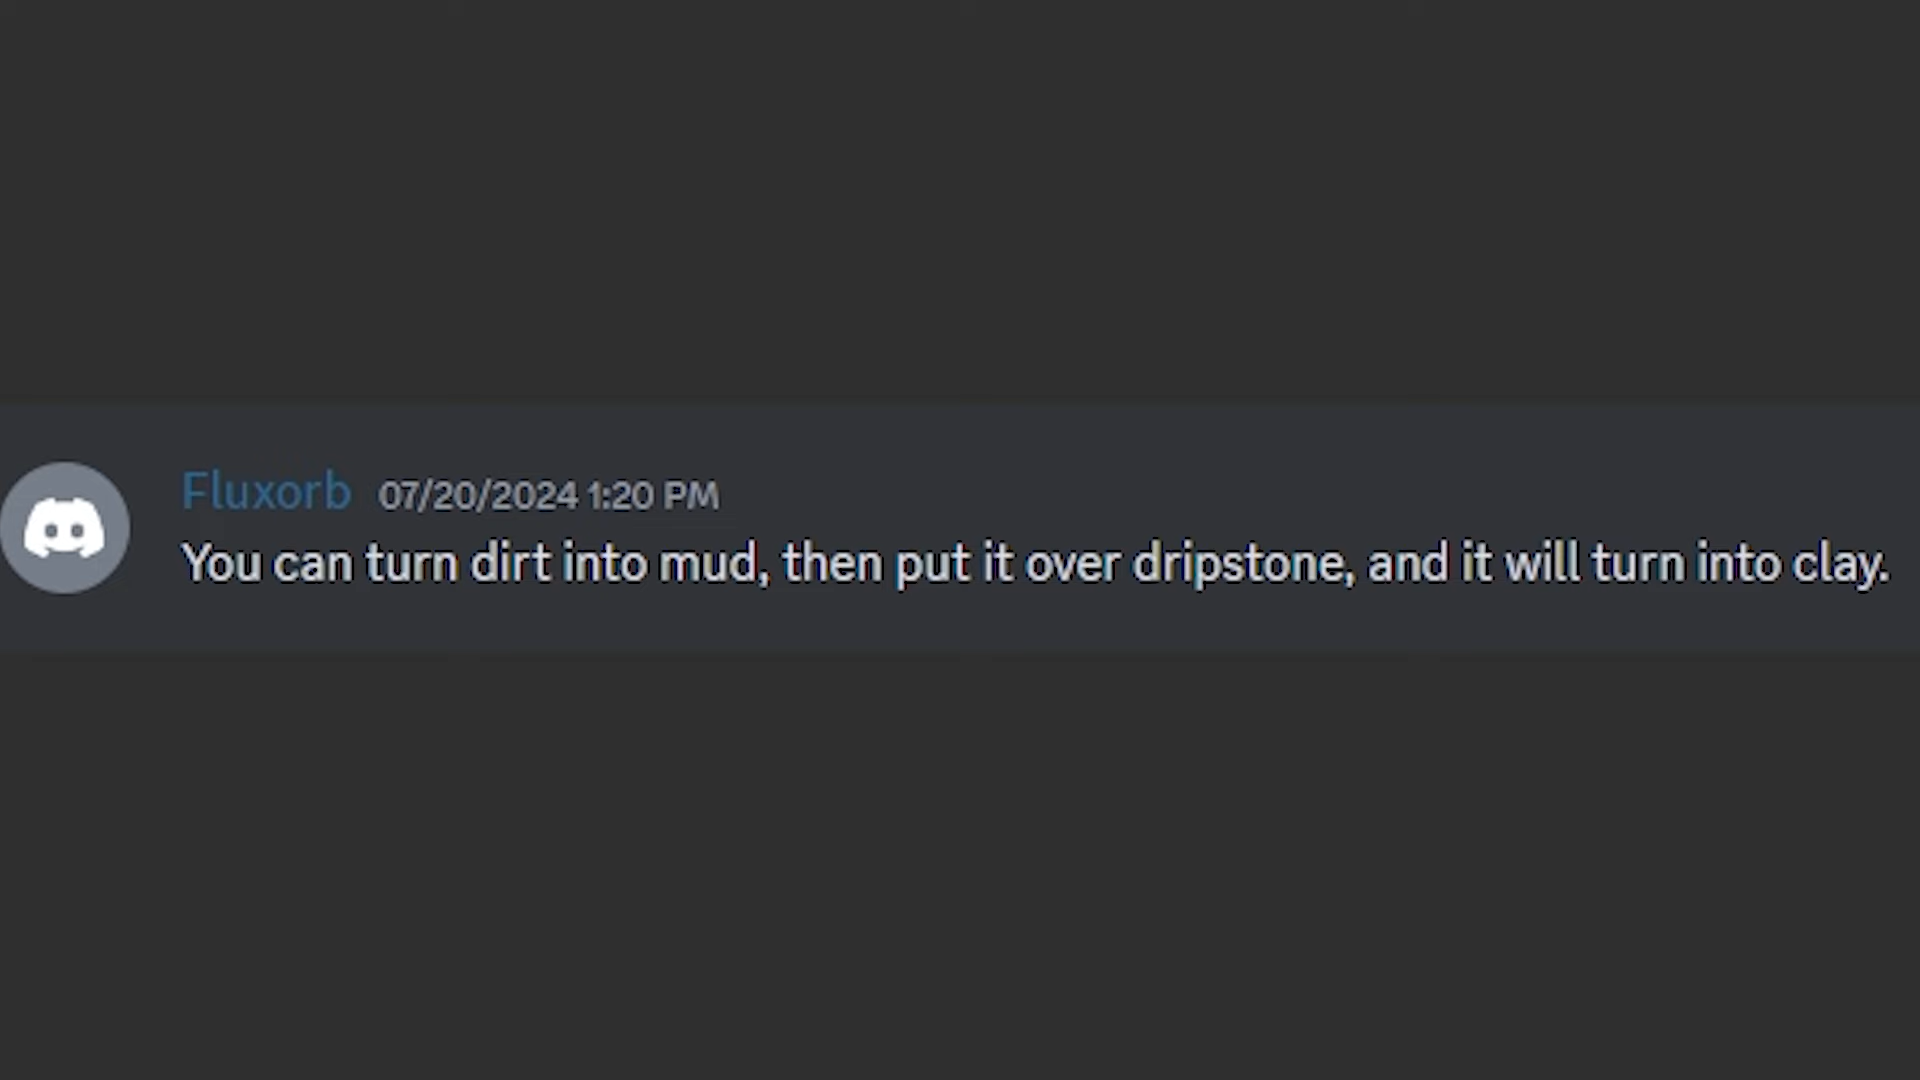 Fluxorb 07/20/2024 1:20 PM
You can turn dirt into mud, then put it over dripstone, and it will turn into clay.